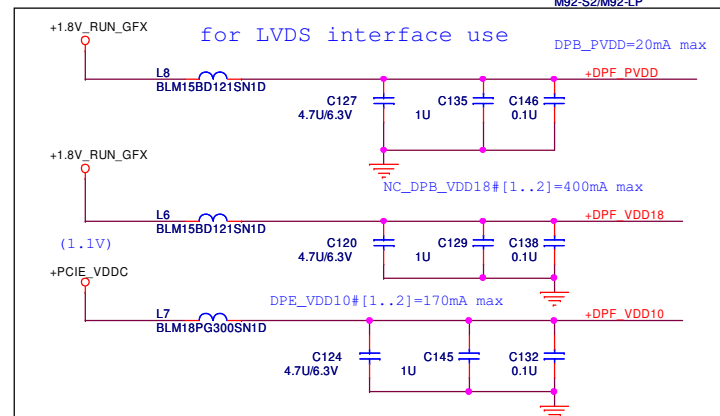 M92-S2/M92-LP
+1.8V_RUN_GFX
for LVDS interface use
DPB_PVDD=20mA max
L8
BLM15BD121SN1D
+DPF_PVDD
C127
4.7U/6.3V
C135
1U
C146
0.1U
+1.8V_RUN_GFX
NC_DPB_VDD18#[1..2]=400mA max
L6
BLM15BD121SN1D
+DPF_VDD18
(1.1V)
C120
4.7U/6.3V
C129
1U
C138
0.1U
+PCIE_VDDC
DPE_VDD10#[1..2]=170mA max
L7
BLM18PG300SN1D
+DPF_VDD10
C124
4.7U/6.3V
C145
1U
C132
0.1U